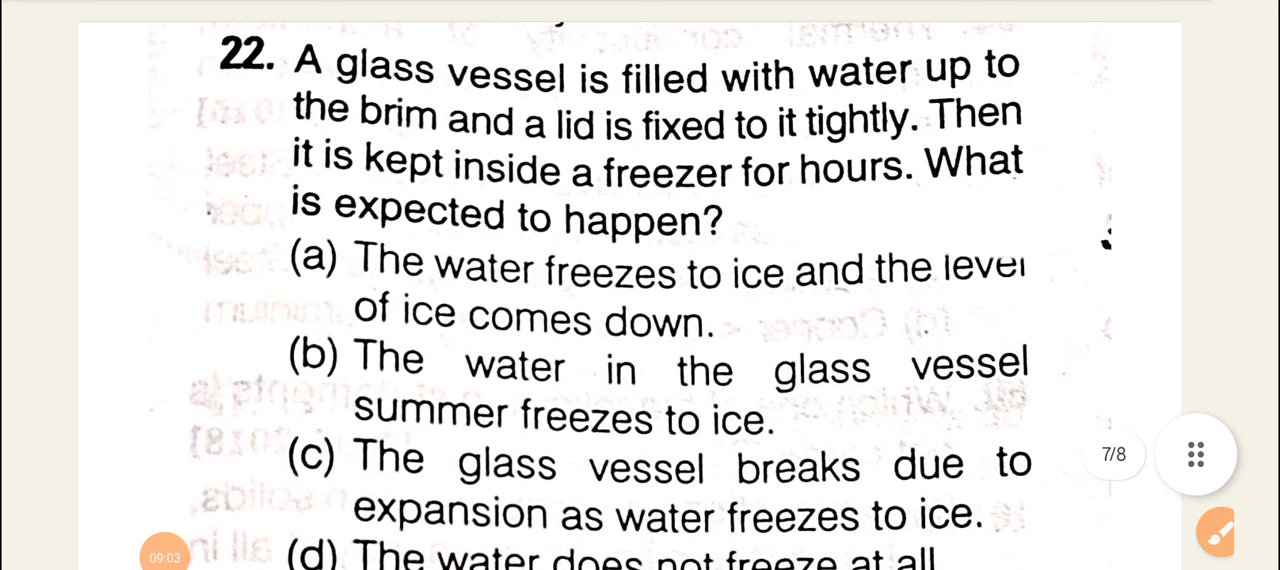 22. A glass vessel is filled with water up to
the brim and a lid is fixed to it tightly. Then
it is kept inside a freezer for hours. What
is expected to happen?
(a) The water freezes to ice and the level
of ice comes down.
(b) The water in the glass vessel
summer freezes to ice.
(c) The glass vessel breaks due to
expansion as water freezes to ice.
(d) The water does not freeze at all
7/8
09:03